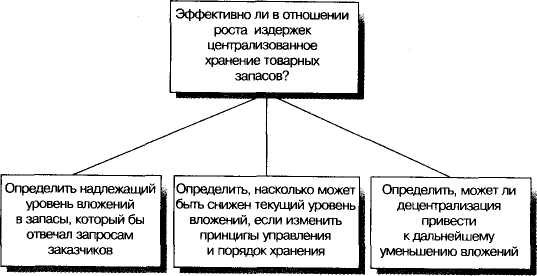 Эффективно ли в отношении
роста издержек
централизованное
хранение товарных
запасов?
Определить надлежащий
уровень вложений
в запасы, который бы
отвечал запросам
заказчиков
Определить, насколько может
быть снижен текущий уровень
вложений, если изменить
принципы управления
и порядок хранения
Определить, может ли
децентрализация
привести
к дальнейшему
уменьшению вложений